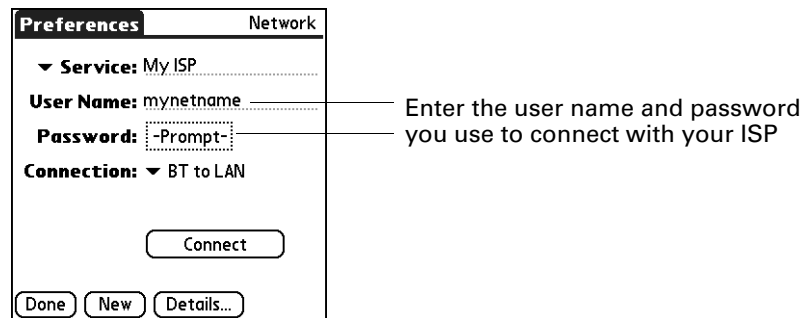 Preferences Network
Service: My ISP
User Name: mynetname
Password: -Prompt-
Connection: BT to LAN
Connect
Done New Details...
Enter the user name and password
you use to connect with your ISP